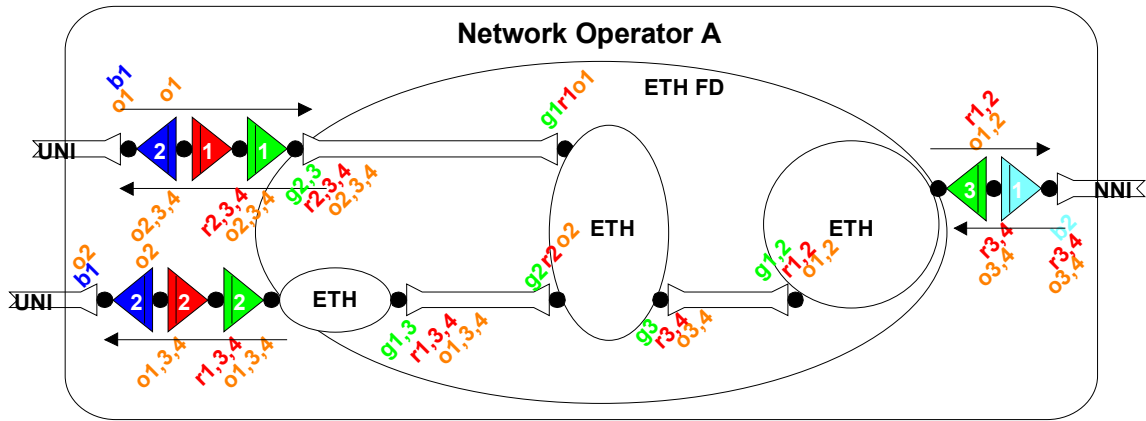 Network Operator A
ETH FD
b1
o1
o1
g1r1o1
r1,2
o1,2
UNI
2
1
1
3
1
NNI
o2,3,4
r2,3,4
o2,3,4
g2,3
r2,3,4
o2,3,4
ETH
ETH
r3,4
o3,4
b2
r3,4
o3,4
o2
b1
o2
g2r2o2
g1,2
r1,2
o1,2
UNI
2
2
2
ETH
o1,3,4
r1,3,4
o1,3,4
g1,3
r1,3,4
o1,3,4
g3
r3,4
o3,4